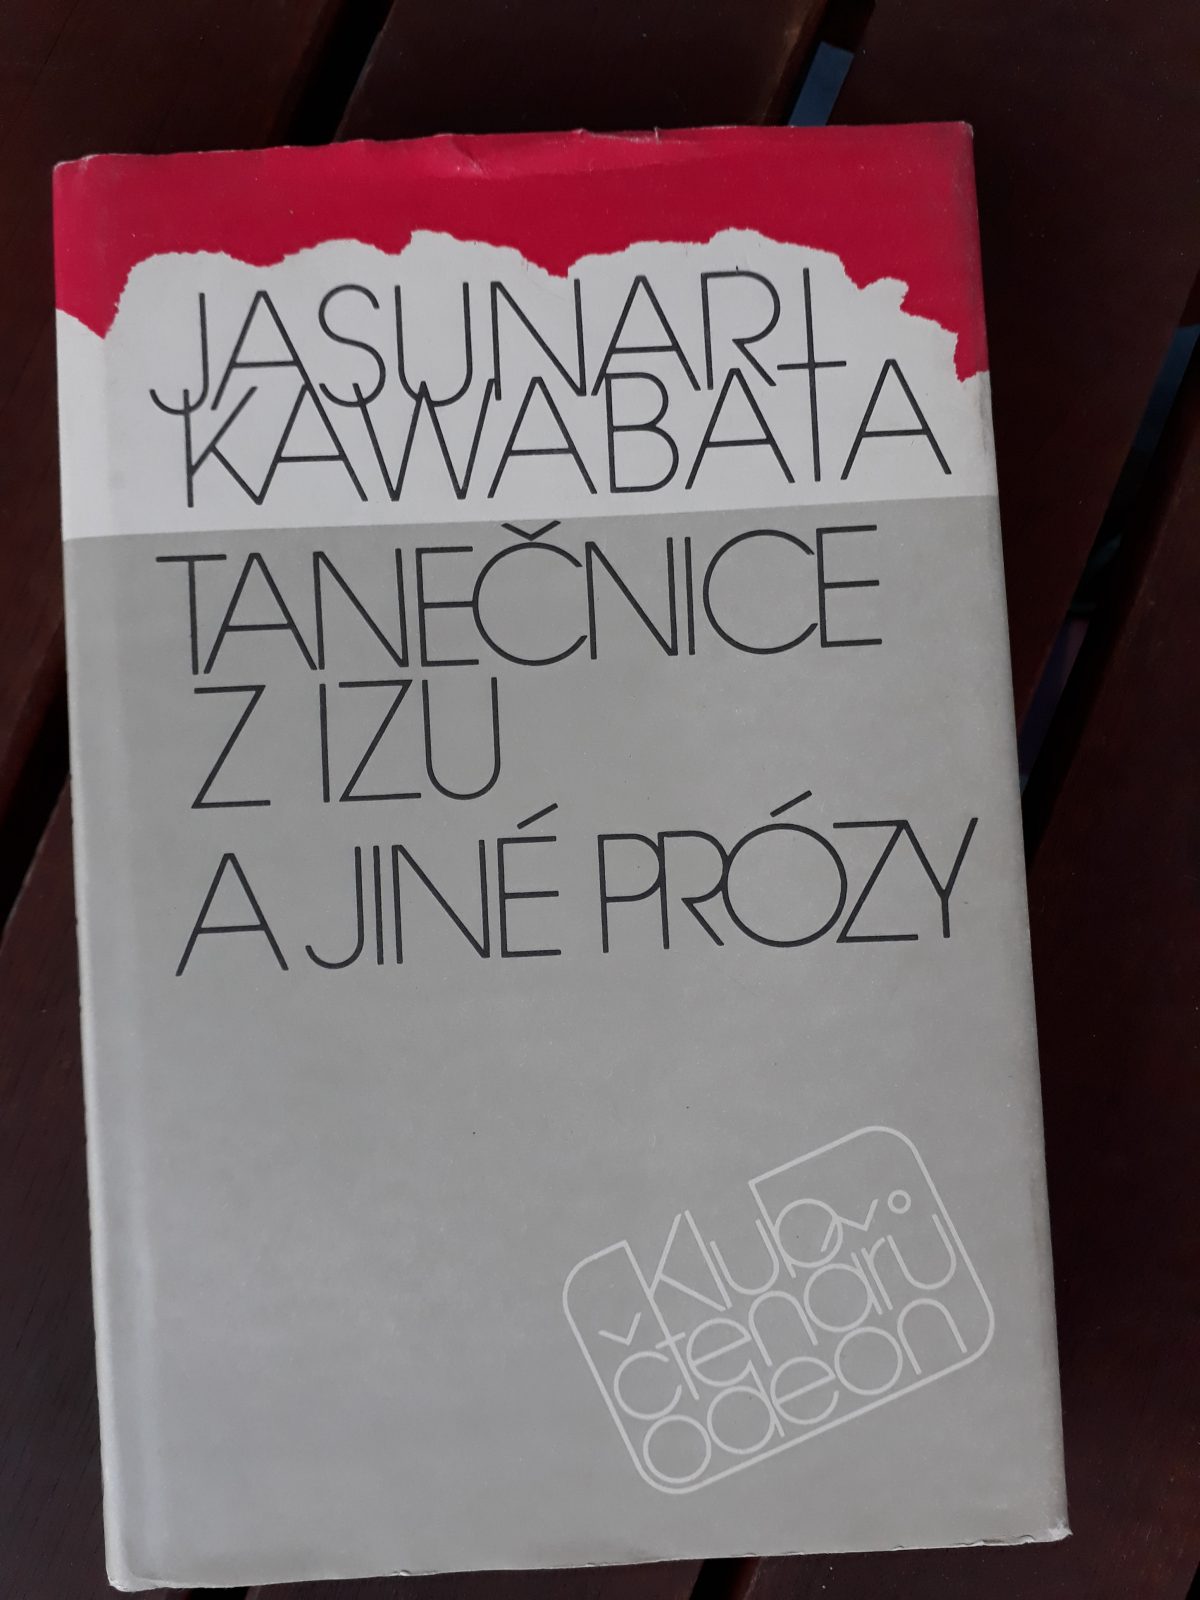 JASUNARI
KAWABATA
TANEČNICE
Z IZU
A JINÉ PRÓZY
klub
čtenářů
odeon